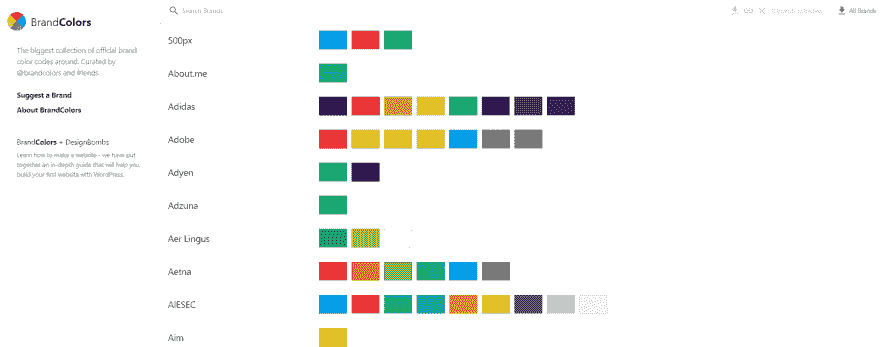 BrandColors
Search Brands
All Brands
The biggest collection of official brand
color codes around. Curated by
@brandcolors and friends.
Suggest a Brand
About BrandColors
BrandColors + DesignBombs
Learn how to make a website - we have put
together an in-depth guide that will help you,
build your first website with WordPress.
500px
About.me
Adidas
Adobe
Adyen
Adzuna
Aer Lingus
Aetna
AIESEC
Aim